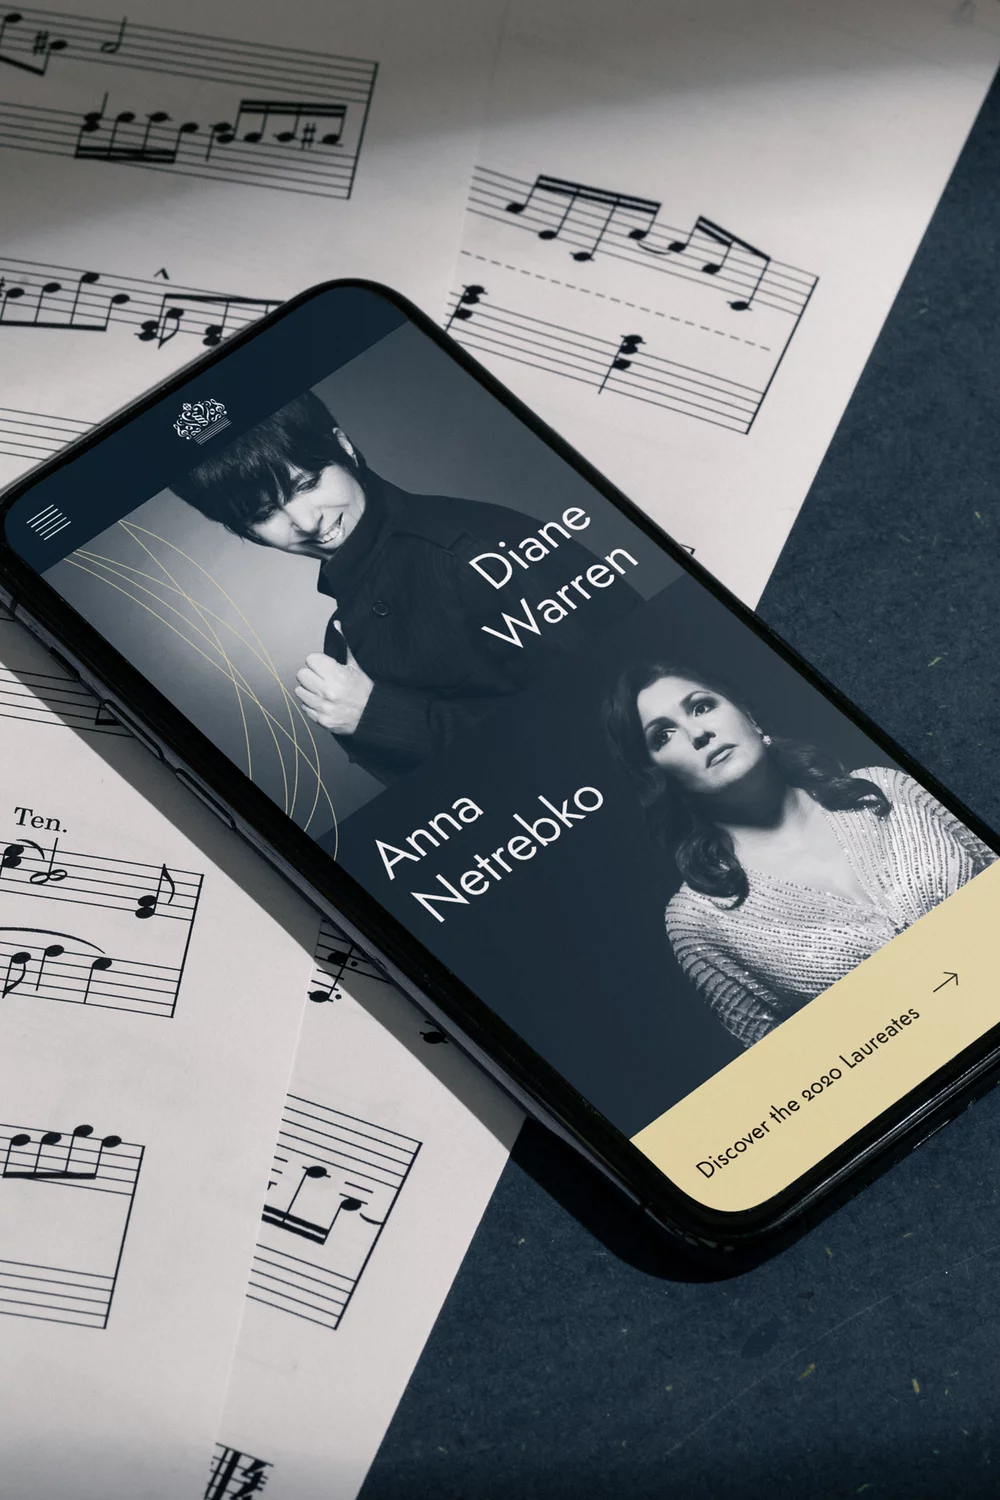 Diane
Warren
Anna
Netrebko
Discover the 2020 Laureates →
Ten.